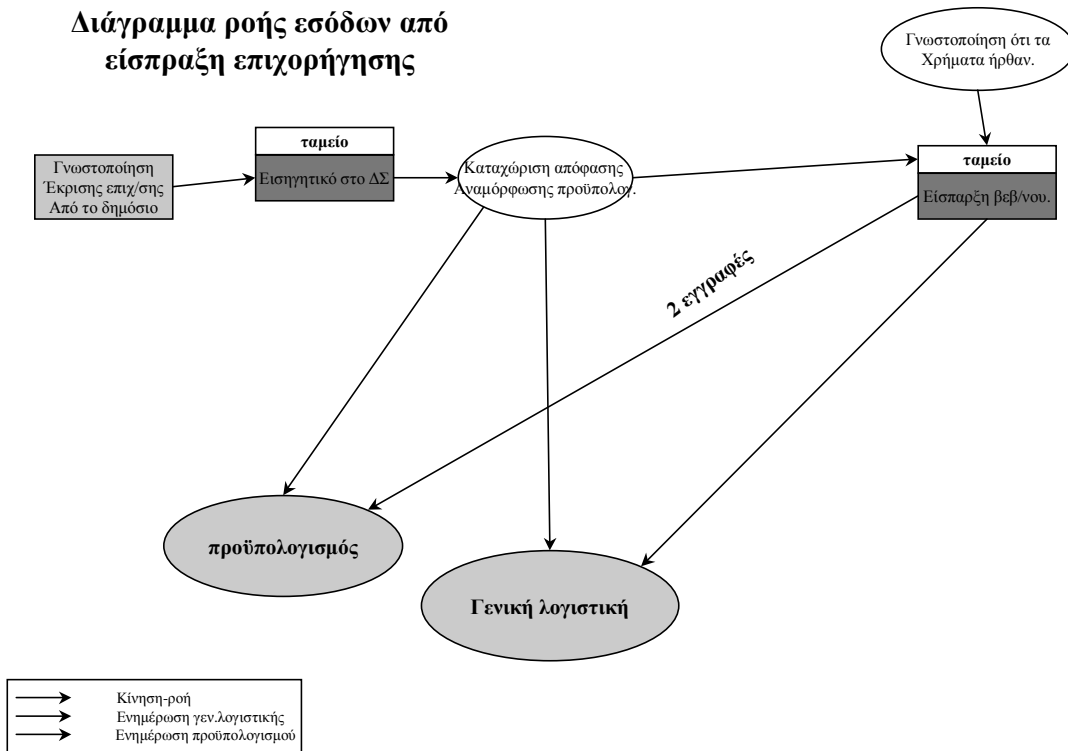 Διάγραμμα ροής εσόδων από
είσπραξη επιχορήγησης
Γνωστοποίηση ότι τα
Χρήματα ήρθαν.
Γνωστοποίηση
Έκρισης επιχ/σης
Από το δημόσιο
ταμείο
Εισηγητικό στο ΔΣ
Καταχώριση απόφασης
Αναμόρφωσης προϋπολογ.
ταμείο
Είσπαρξη βεβ/νου.
2 εγγραφές
προϋπολογισμός
Γενική λογιστική
Κίνηση-ροή
Ενημέρωση γεν.λογιστικής
Ενημέρωση προϋπολογισμού